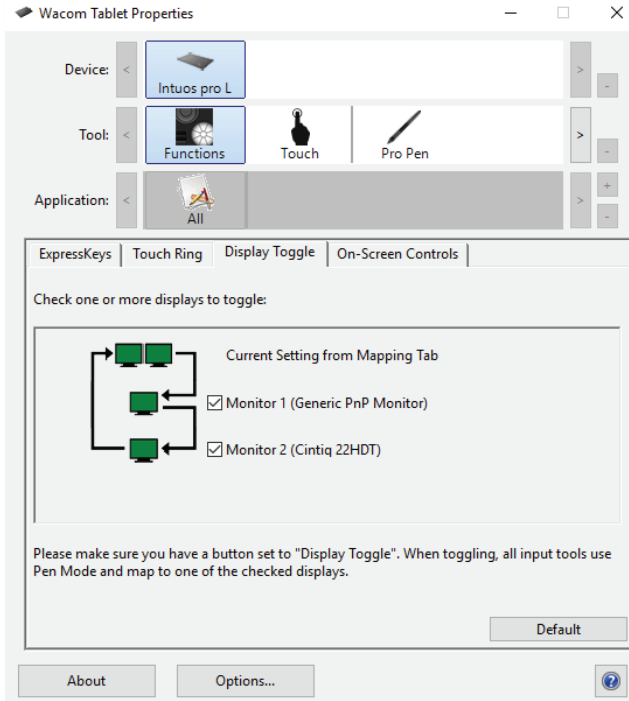 Wacom Tablet Properties
Device:
<
Intuos pro L
>
-
Tool:
<
Functions
Touch
Pro Pen
>
-
Application:
<
All
>
+
-
ExpressKeys
Touch Ring
Display Toggle
On-Screen Controls
Check one or more displays to toggle:
Current Setting from Mapping Tab
Monitor 1 (Generic PnP Monitor)
Monitor 2 (Cintiq 22HDT)
Please make sure you have a button set to "Display Toggle". When toggling, all input tools use
Pen Mode and map to one of the checked displays.
Default
About
Options...
?